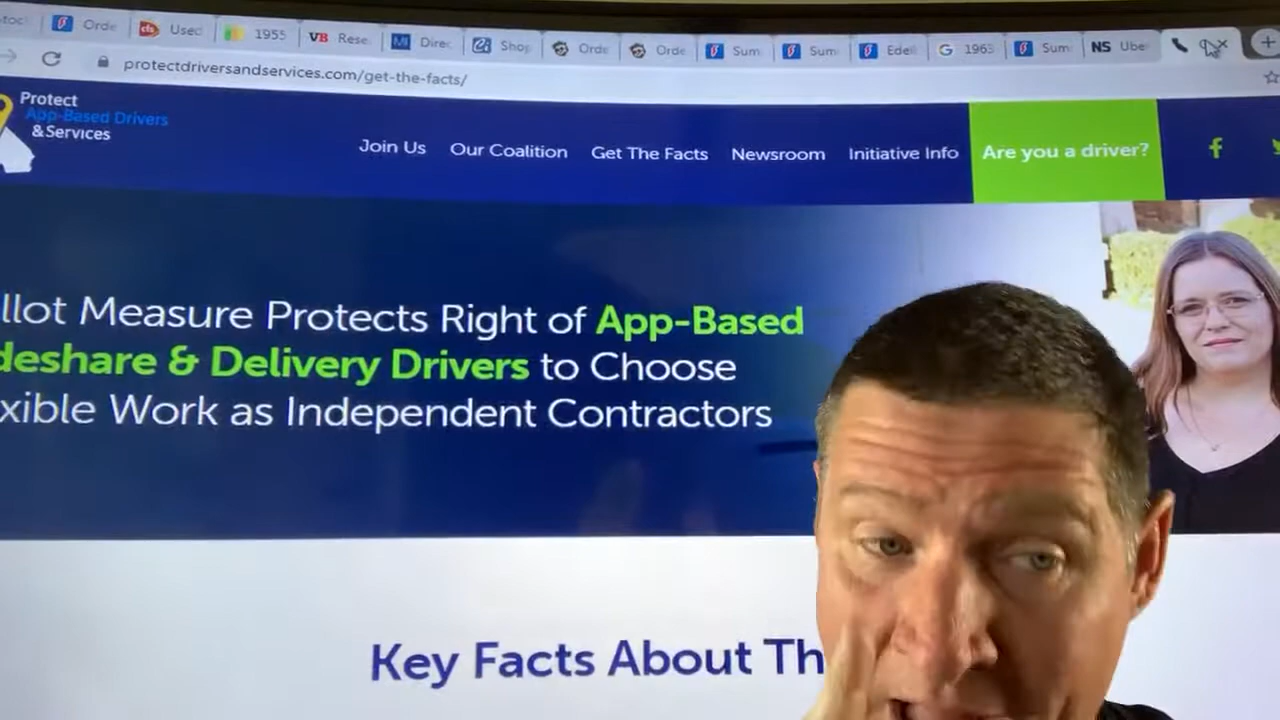 Orde
Used
1955
VB Rese
MI Direc
Shop
Orde
Orde
Sum
Sum
Edel
G 1963
Sum
NS Ube
protectdriversandservices.com/get-the-facts/
Protect
App-Based Drivers
& Services
Join Us
Our Coalition
Get The Facts
Newsroom
Initiative Info
Are you a driver?
llot Measure Protects Right of App-Based
deshare & Delivery Drivers to Choose
xible Work as Independent Contractors
Key Facts About Th